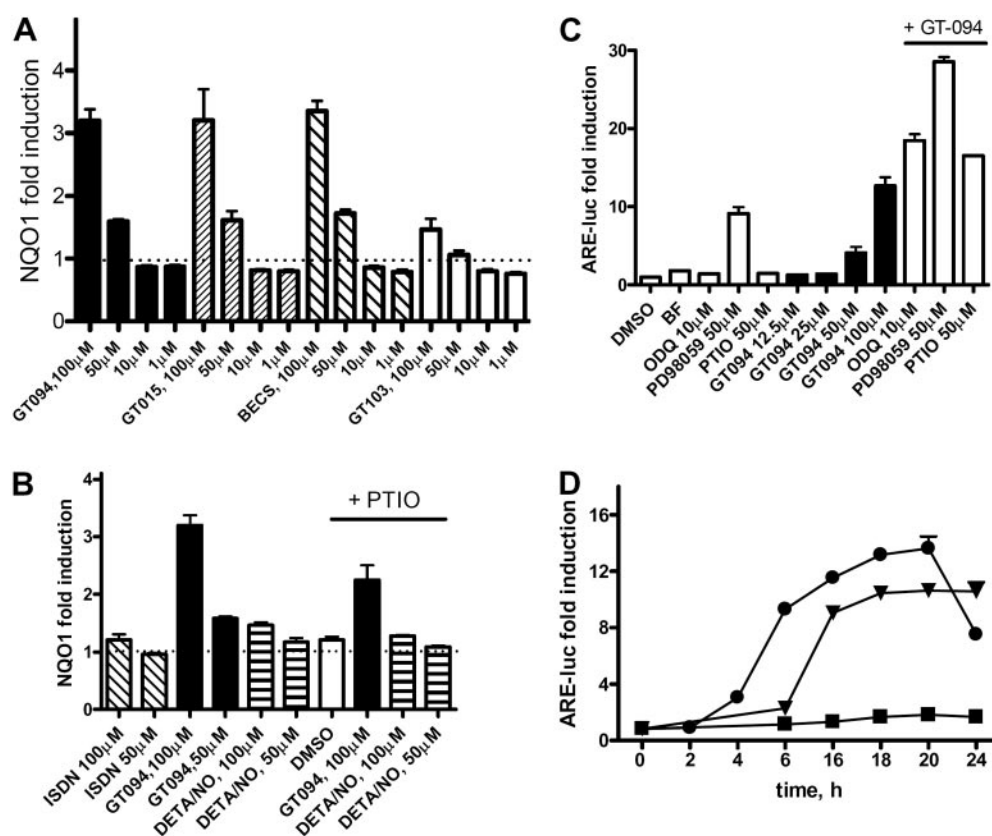 A
NQO1 fold induction
4
3
2
1
0
GT094,100μM
50μM
10μM
1μM
GT015, 100μM
50μM
10μM
1μM
BECS, 100μM
50μM
10μM
1μM
GT103, 100μM
50μM
10μM
1μM
B
NQO1 fold induction
4
3
2
1
0
+ PTIO
ISDN 100μM
ISDN 50μM
GT094,100μM
GT094,50μM
DETA/NO, 100μM
DETA/NO, 50μM
DMSO
GT094, 100μM
DETA/NO, 100μM
DETA/NO, 50μM
C
+ GT-094
ARE-luc fold induction
30
20
10
0
DMSO
BF
ODQ 10μM
PD98059 50μM
PTIO 50μM
GT094 12.5μM
GT094 25μM
GT094 50μM
GT094 100μM
ODQ 10μM
PD98059 50μM
PTIO 50μM
D
ARE-luc fold induction
16
12
8
4
0
0 2 4 6 16 18 20 24
time, h